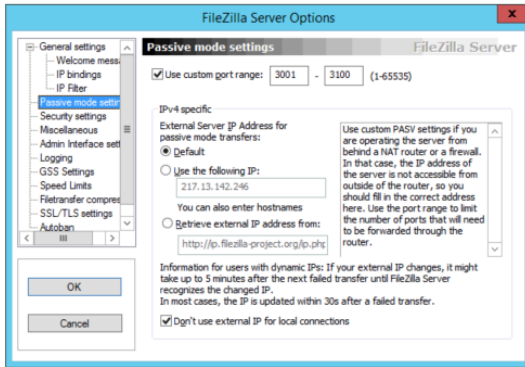 FileZilla Server Options
x
General settings
Welcome messa
IP bindings
IP Filter
Passive mode settin
Security settings
Miscellaneous
Admin Interface sett
Logging
GSS Settings
Speed Limits
Filetransfer compres
SSL/TLS settings
Autoban
OK
Cancel
Passive mode settings
FileZilla Server
Use custom port range: 3001 - 3100 (1-65535)
IPv4 specific
External Server IP Address for
passive mode transfers:
Default
Use the following IP:
217.13.142.246
You can also enter hostnames
Retrieve external IP address from:
http://ip.filezilla-project.org/ip.php
Use custom PASV settings if you
are operating the server from
behind a NAT router or a firewall.
In that case, the IP address of
the server is not accessible from
outside of the router, so you
should fill in the correct address
here. Use the port range to limit
the number of ports that will need
to be forwarded through the
router.
Information for users with dynamic IPs: If your external IP changes, it might
take up to 5 minutes after the next failed transfer until FileZilla Server
recognizes the changed IP.
In most cases, the IP is updated within 30s after a failed transfer.
Don't use external IP for local connections